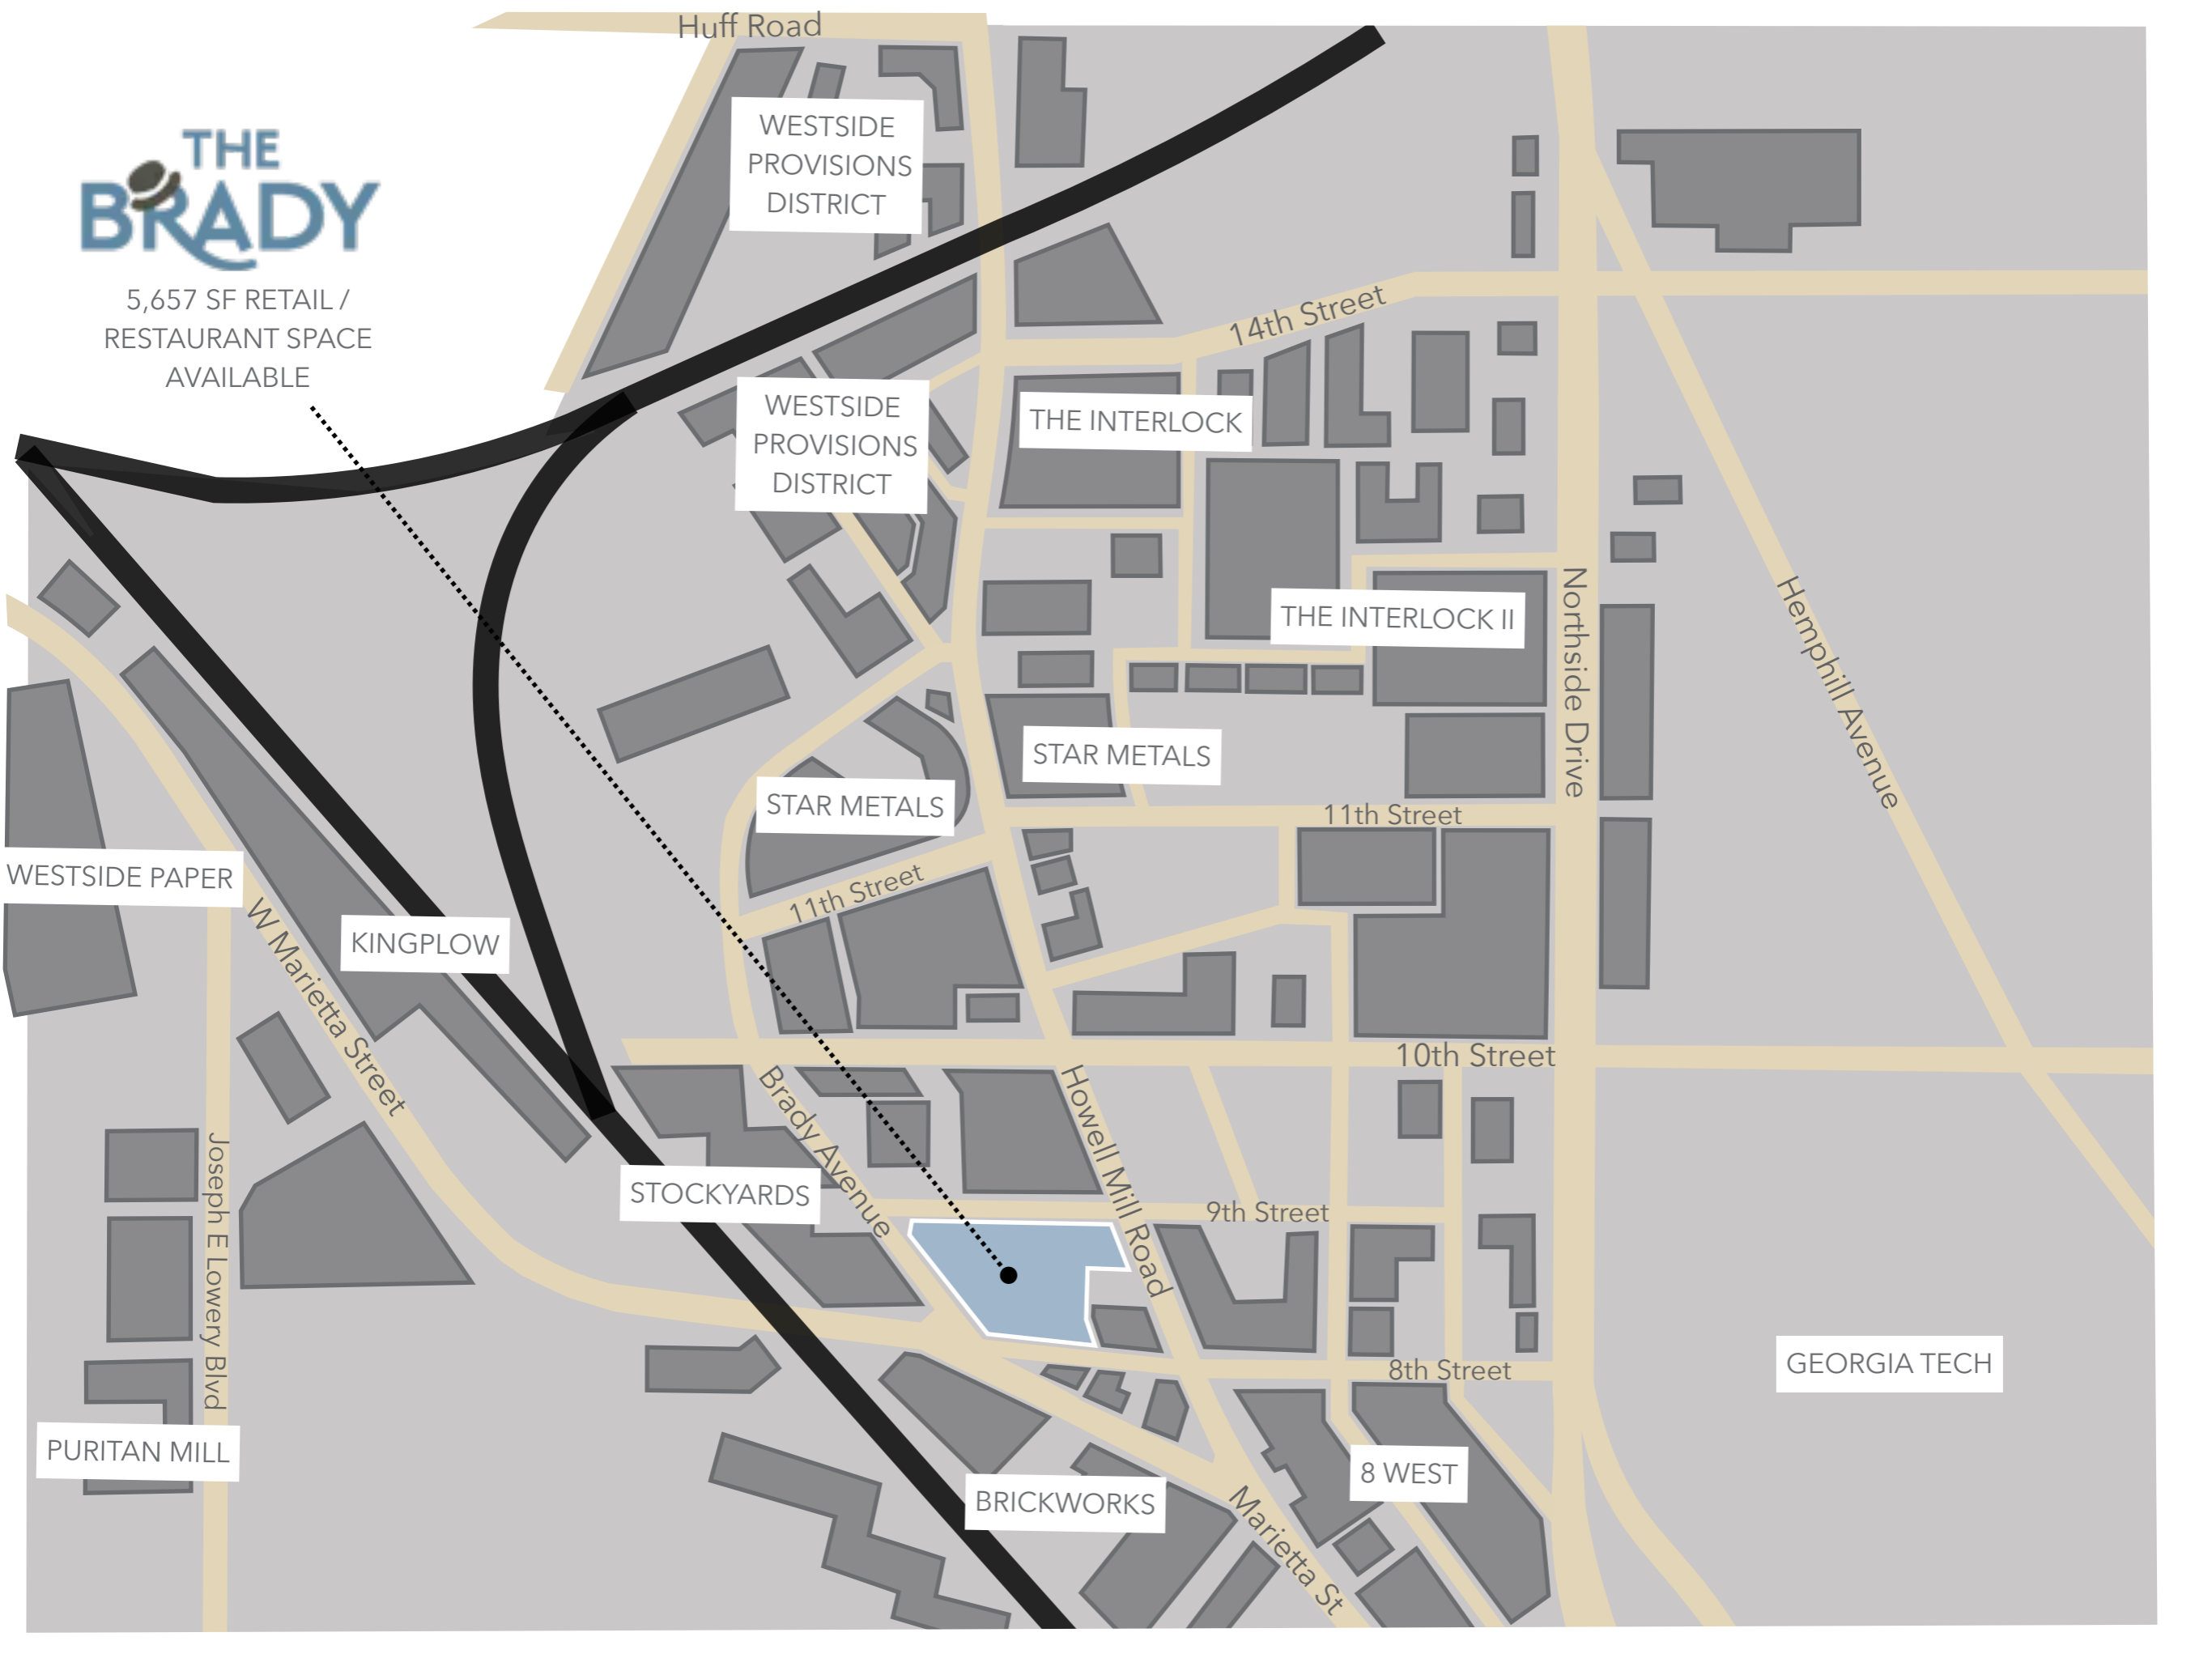 Huff Road
THE
BRADY
5,657 SF RETAIL /
RESTAURANT SPACE
AVAILABLE
WESTSIDE
PROVISIONS
DISTRICT
14th Street
WESTSIDE
PROVISIONS
DISTRICT
THE INTERLOCK
THE INTERLOCK II
Northside Drive
Hemphill Avenue
STAR METALS
STAR METALS
11th Street
11th Street
WESTSIDE PAPER
KINGPLOW
W Marietta Street
10th Street
Brady Avenue
Howell Mill Road
Joseph E Lowery Blvd
STOCKYARDS
9th Street
8th Street
GEORGIA TECH
PURITAN MILL
8 WEST
BRICKWORKS
Marietta St